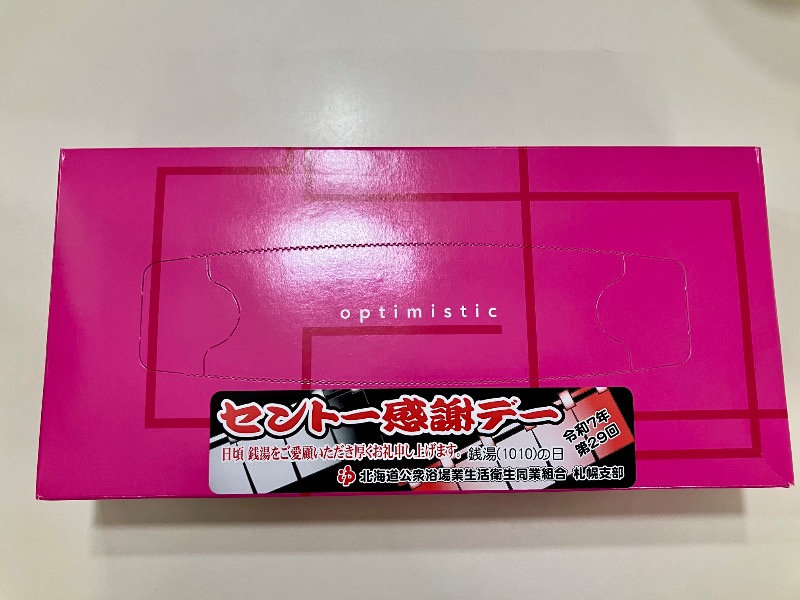 optimistic
セントー感謝デー
令和7年
第29回
日頃 銭湯をご愛顧いただき厚くお礼申し上げます。銭湯(1010)の日
ゆ 北海道公衆浴場業生活衛生同業組合 札幌支部